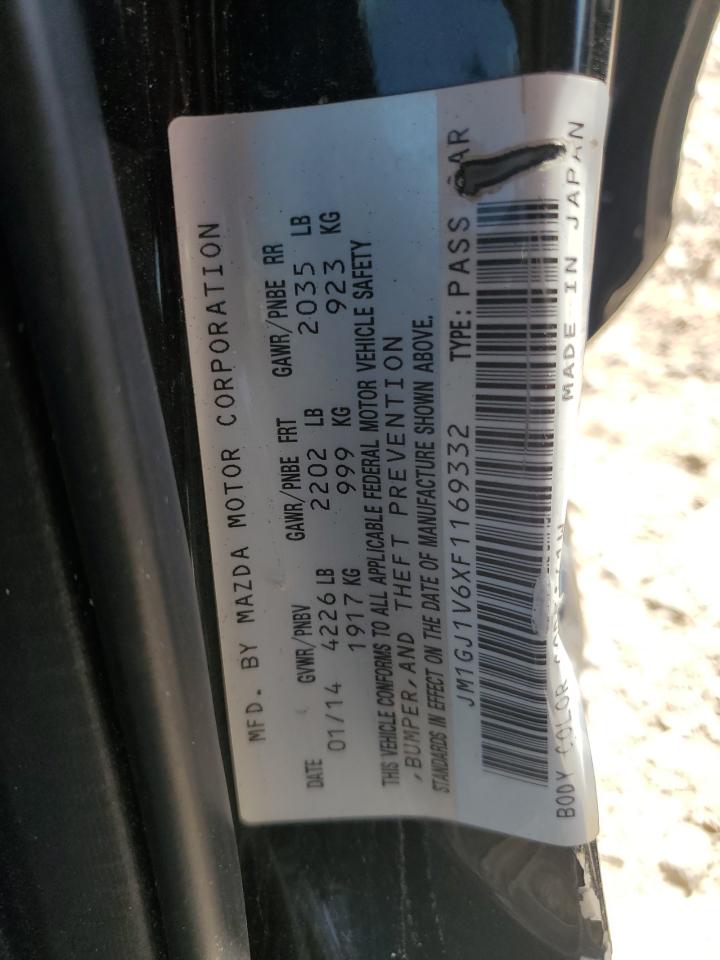 MFD. BY MAZDA MOTOR CORPORATION
DATE GVWR/PNBV GAWR/PNBE FRT GAWR/PNBE RR
01/14 4226 LB 2202 LB 2035 LB
1917 KG 999 KG 923 KG
THIS VEHICLE CONFORMS TO ALL APPLICABLE FEDERAL MOTOR VEHICLE SAFETY
,BUMPER, AND THEFT PREVENTION
STANDARDS IN EFFECT ON THE DATE OF MANUFACTURE SHOWN ABOVE.
JM1GJ1V6XF1169332 TYPE: PASS AR
BODY COLOR MADE IN JAPAN